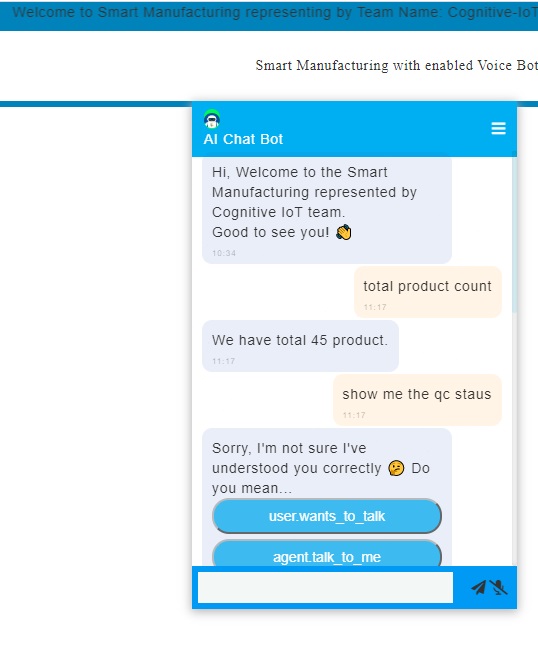 Welcome to Smart Manufacturing representing by Team Name: Cognitive-IoT
Smart Manufacturing with enabled Voice Bot
AI Chat Bot
Hi, Welcome to the Smart
Manufacturing represented by
Cognitive IoT team.
Good to see you! 👏
10:34
total product count
11:17
We have total 45 product.
11:17
show me the qc staus
11:17
Sorry, I'm not sure I've
understood you correctly 🤔 Do
you mean...
user.wants_to_talk
agent.talk_to_me